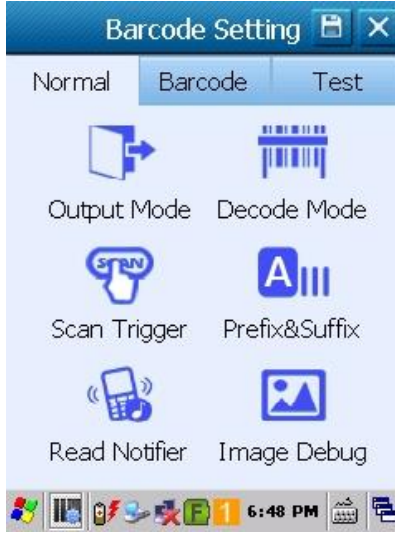 Barcode Setting
Normal Barcode Test
Output Mode Decode Mode
SCAN A
Scan Trigger Prefix&Suffix
Read Notifier Image Debug
F 1 6:48 PM